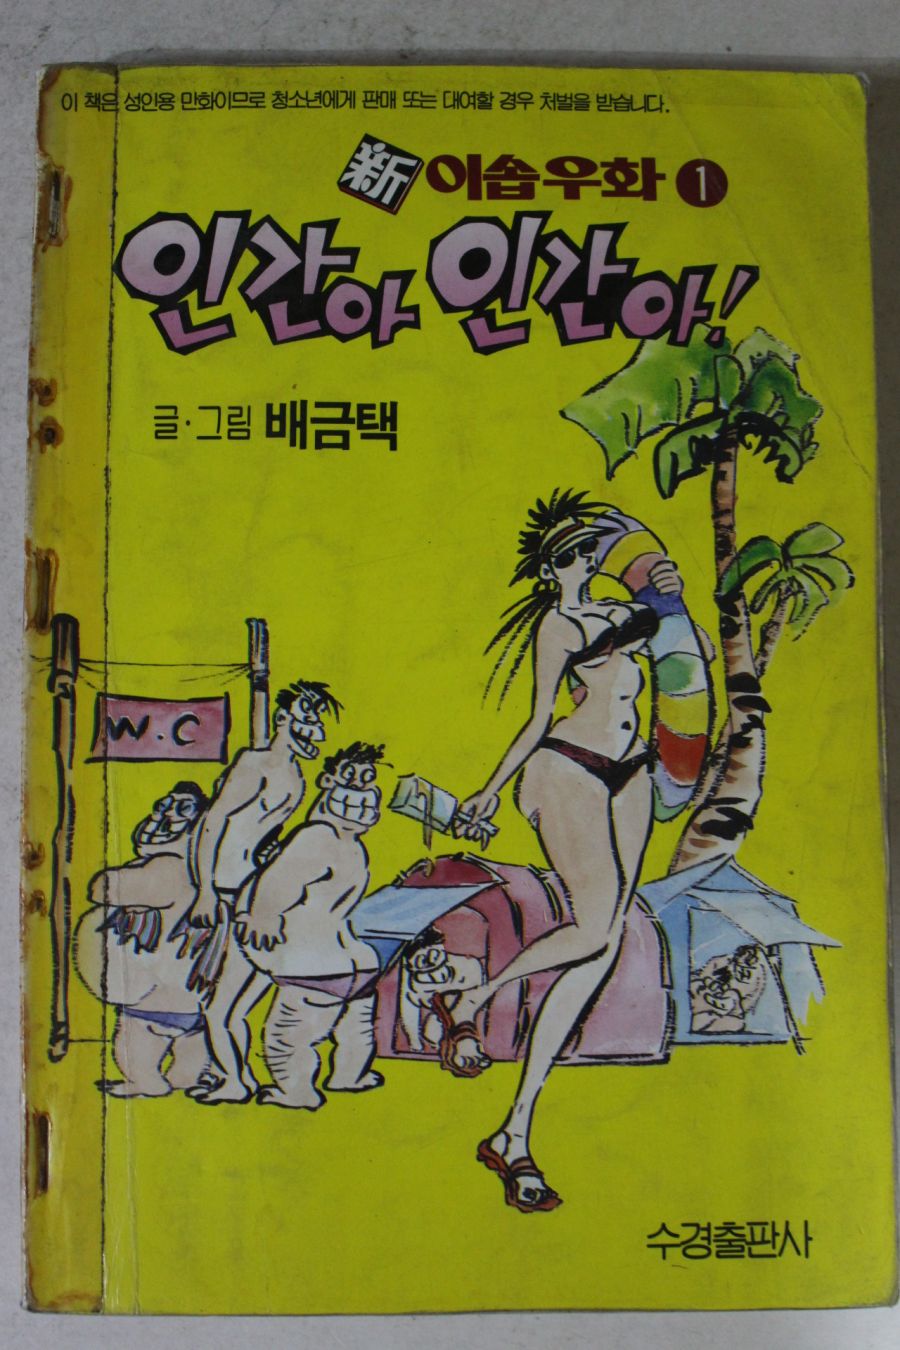 이 책은 성인용 만화이므로 청소년에게 판매 또는 대여할 경우 처벌을 받습니다.
新 이솝우화 1
인간아 인간아!
글·그림 배금택
W.C
수경출판사